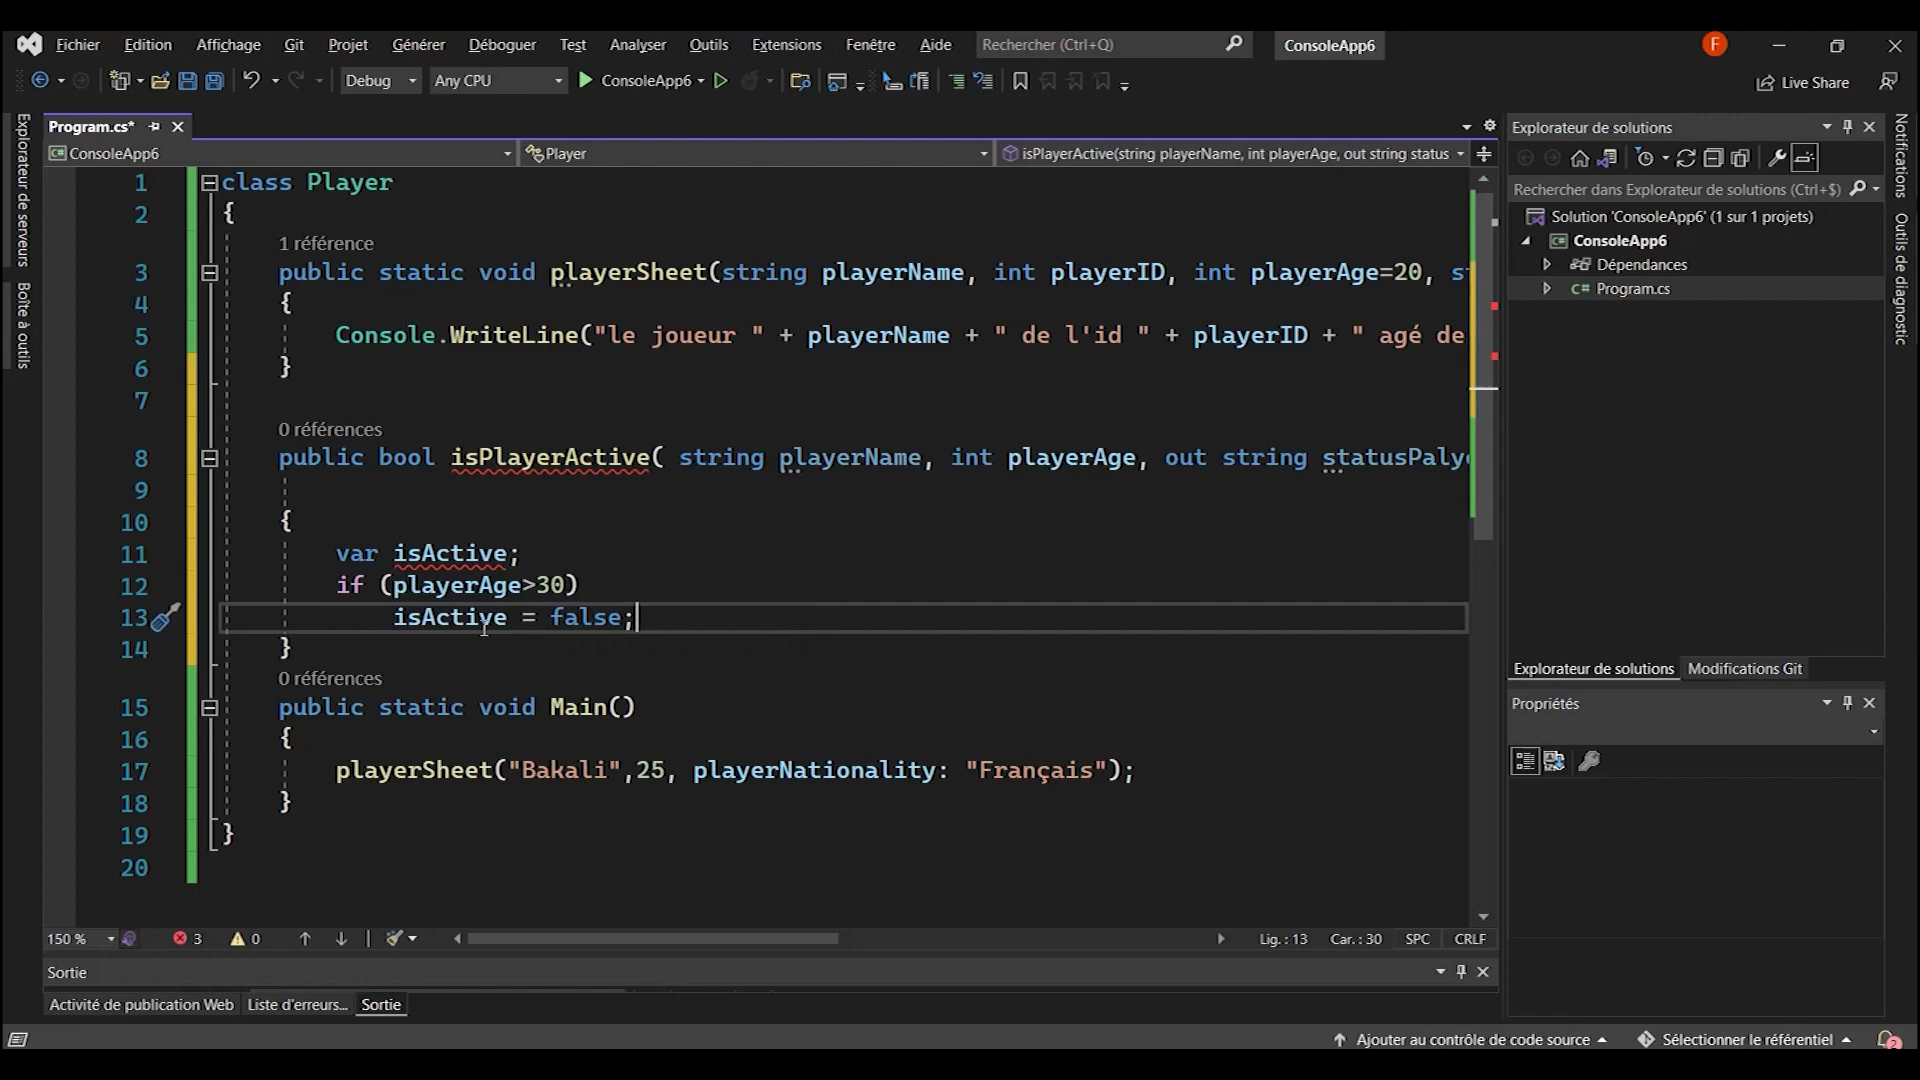 Fichier Edition Affichage Git Projet Générer Déboguer Test Analyser Outils Extensions Fenêtre Aide Rechercher (Ctrl+Q) ConsoleApp6 F
Debug Any CPU ConsoleApp6 Live Share
Explorateur de serveurs
Boîte à outils
Program.cs*
ConsoleApp6 Player isPlayerActive(string playerName, int playerAge, out string status
1 class Player
2 {
1 référence
3 public static void playerSheet(string playerName, int playerID, int playerAge=20, st
4 {
5 Console.WriteLine("le joueur " + playerName + " de l'id " + playerID + " agé de
6 }
7
0 références
8 public bool isPlayerActive( string playerName, int playerAge, out string statusPalye
9
10 {
11 var isActive;
12 if (playerAge>30)
13 isActive = false;
14 }
0 références
15 public static void Main()
16 {
17 playerSheet("Bakali",25, playerNationality: "Français");
18 }
19 }
20
150 % 3 0 Lig. : 13 Car. : 30 SPC CRLF
Sortie
Activité de publication Web Liste d'erreurs... Sortie
Explorateur de solutions
Rechercher dans Explorateur de solutions (Ctrl+$)
Solution 'ConsoleApp6' (1 sur 1 projets)
ConsoleApp6
Dépendances
C# Program.cs
Explorateur de solutions Modifications Git
Propriétés
Notifications
Outils de diagnostic
Ajouter au contrôle de code source Sélectionner le référentiel 2